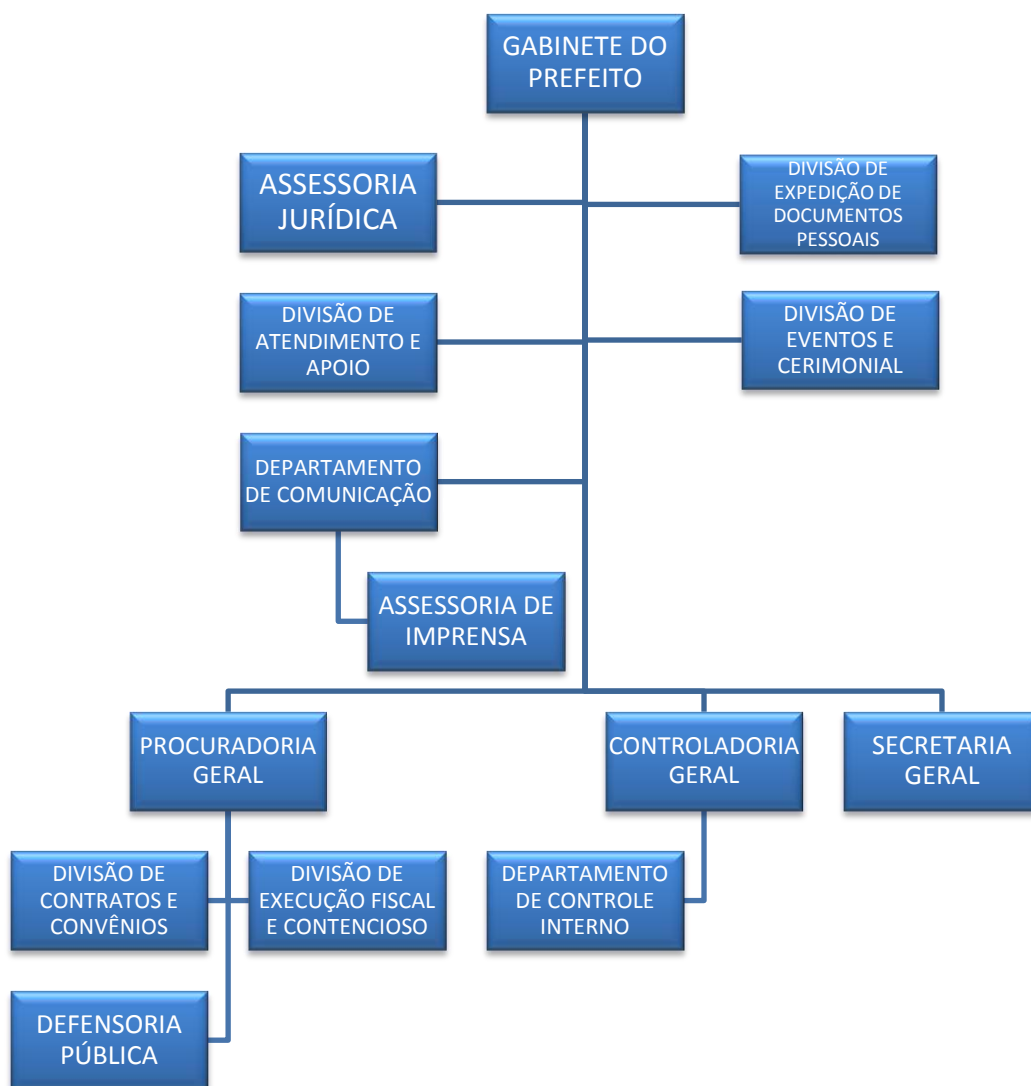 GABINETE DO
PREFEITO
ASSESSORIA
JURÍDICA
DIVISÃO DE
EXPEDIÇÃO DE
DOCUMENTOS
PESSOAIS
DIVISÃO DE
ATENDIMENTO E
APOIO
DIVISÃO DE
EVENTOS E
CERIMONIAL
DEPARTAMENTO
DE COMUNICAÇÃO
ASSESSORIA DE
IMPRENSA
PROCURADORIA
GERAL
CONTROLADORIA
GERAL
SECRETARIA
GERAL
DIVISÃO DE
CONTRATOS E
CONVÊNIOS
DIVISÃO DE
EXECUÇÃO FISCAL
E CONTENCIOSO
DEPARTAMENTO
DE CONTROLE
INTERNO
DEFENSORIA
PÚBLICA